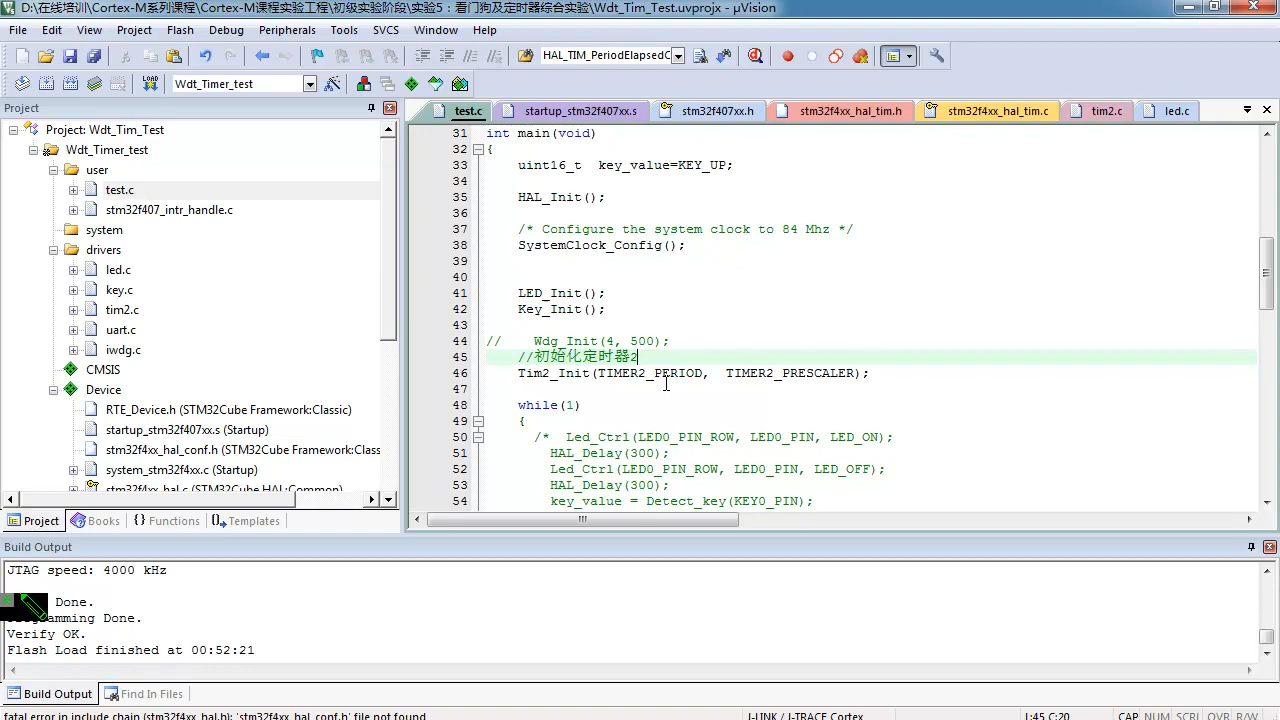 D:\在线培训\Cortex-M系列课程\Cortex-M课程实验工程\初级实验阶段\实验5：看门狗及定时器综合实验\Wdt_Tim_Test.uvprojx - µVision
File Edit View Project Flash Debug Peripherals Tools SVCS Window Help
HAL_TIM_PeriodElapsedC
LOAD Wdt_Timer_test
Project
test.c startup_stm32f407xx.s stm32f407xx.h stm32f4xx_hal_tim.h stm32f4xx_hal_tim.c tim2.c led.c
Project: Wdt_Tim_Test
Wdt_Timer_test
user
test.c
stm32f407_intr_handle.c
system
drivers
led.c
key.c
tim2.c
uart.c
iwdg.c
CMSIS
Device
RTE_Device.h (STM32Cube Framework:Classic)
startup_stm32f407xx.s (Startup)
stm32f4xx_hal_conf.h (STM32Cube Framework:Classic
system_stm32f4xx.c (Startup)
stm32f4xx_hal.c (STM32Cube HAL:Common)
31 int main(void)
32 {
33 uint16_t key_value=KEY_UP;
34
35 HAL_Init();
36
37 /* Configure the system clock to 84 Mhz */
38 SystemClock_Config();
39
40
41 LED_Init();
42 Key_Init();
43
44 // Wdg_Init(4, 500);
45 //初始化定时器2
46 Tim2_Init(TIMER2_PERIOD, TIMER2_PRESCALER);
47
48 while(1)
49 {
50 /* Led_Ctrl(LED0_PIN_ROW, LED0_PIN, LED_ON);
51 HAL_Delay(300);
52 Led_Ctrl(LED0_PIN_ROW, LED0_PIN, LED_OFF);
53 HAL_Delay(300);
54 key_value = Detect_key(KEY0_PIN);
Project Books Functions Templates
Build Output
JTAG speed: 4000 kHz
Done.
Programming Done.
Verify OK.
Flash Load finished at 00:52:21
Build Output Find In Files
fatal error in include chain (stm32f4xx_hal.h): 'stm32f4xx_hal_conf.h' file not found J-LINK / J-TRACE Cortex L:45 C:20 CAP NUM SCRL OVR R/W